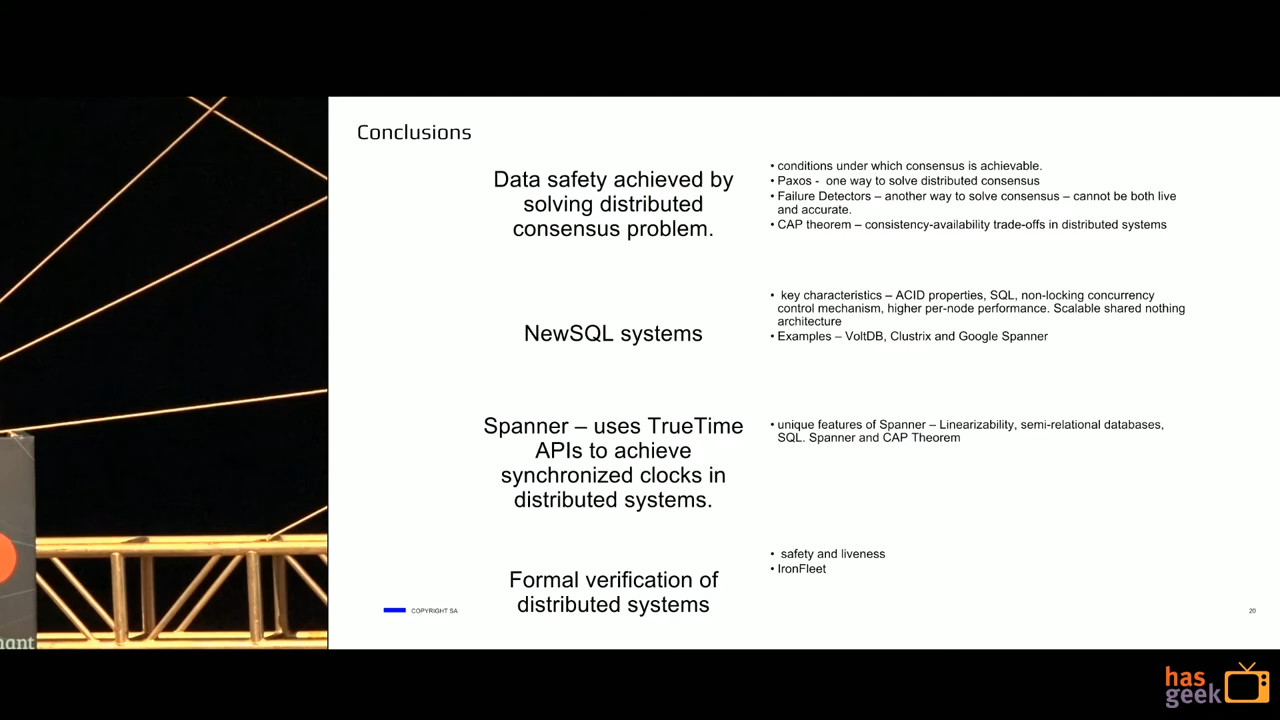 Conclusions
Data safety achieved by
solving distributed
consensus problem.
• conditions under which consensus is achievable.
• Paxos - one way to solve distributed consensus
• Failure Detectors – another way to solve consensus – cannot be both live
and accurate.
• CAP theorem – consistency-availability trade-offs in distributed systems
NewSQL systems
• key characteristics – ACID properties, SQL, non-locking concurrency
control mechanism, higher per-node performance. Scalable shared nothing
architecture
• Examples – VoltDB, Clustrix and Google Spanner
Spanner – uses TrueTime
APIs to achieve
synchronized clocks in
distributed systems.
• unique features of Spanner – Linearizability, semi-relational databases,
SQL. Spanner and CAP Theorem
Formal verification of
distributed systems
• safety and liveness
• IronFleet
COPYRIGHT SA
20
has
geek